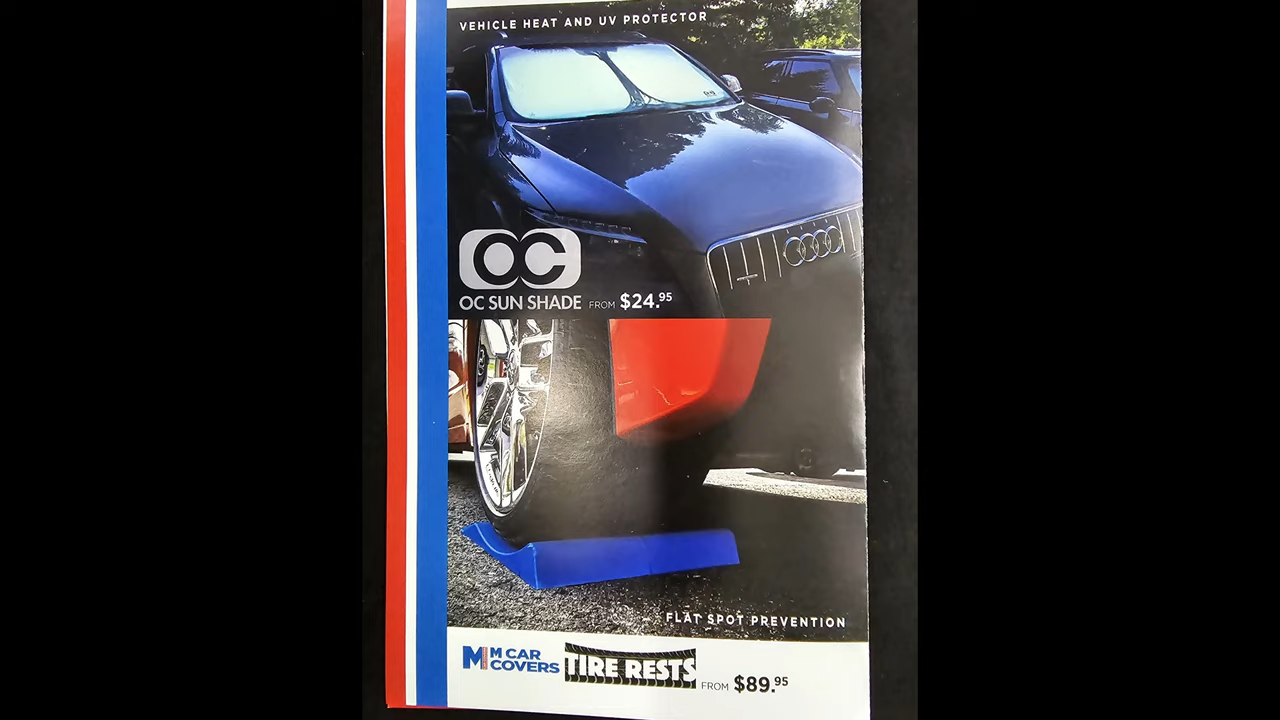 VEHICLE HEAT AND UV PROTECTOR
OC
OC SUN SHADE FROM $24.95
FLAT SPOT PREVENTION
M M CAR COVERS TIRE RESTS FROM $89.95